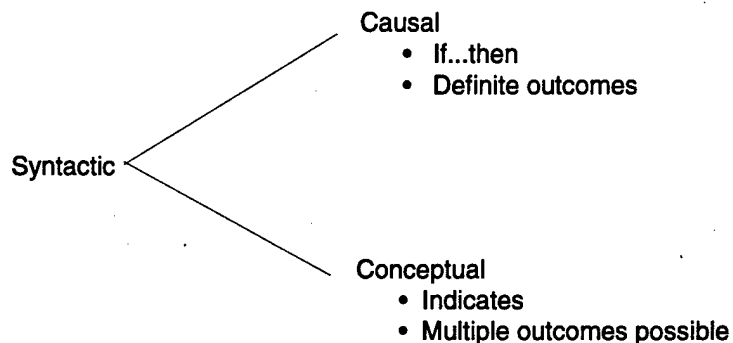 Causal
• If...then
• Definite outcomes
Syntactic
Conceptual
• Indicates
• Multiple outcomes possible